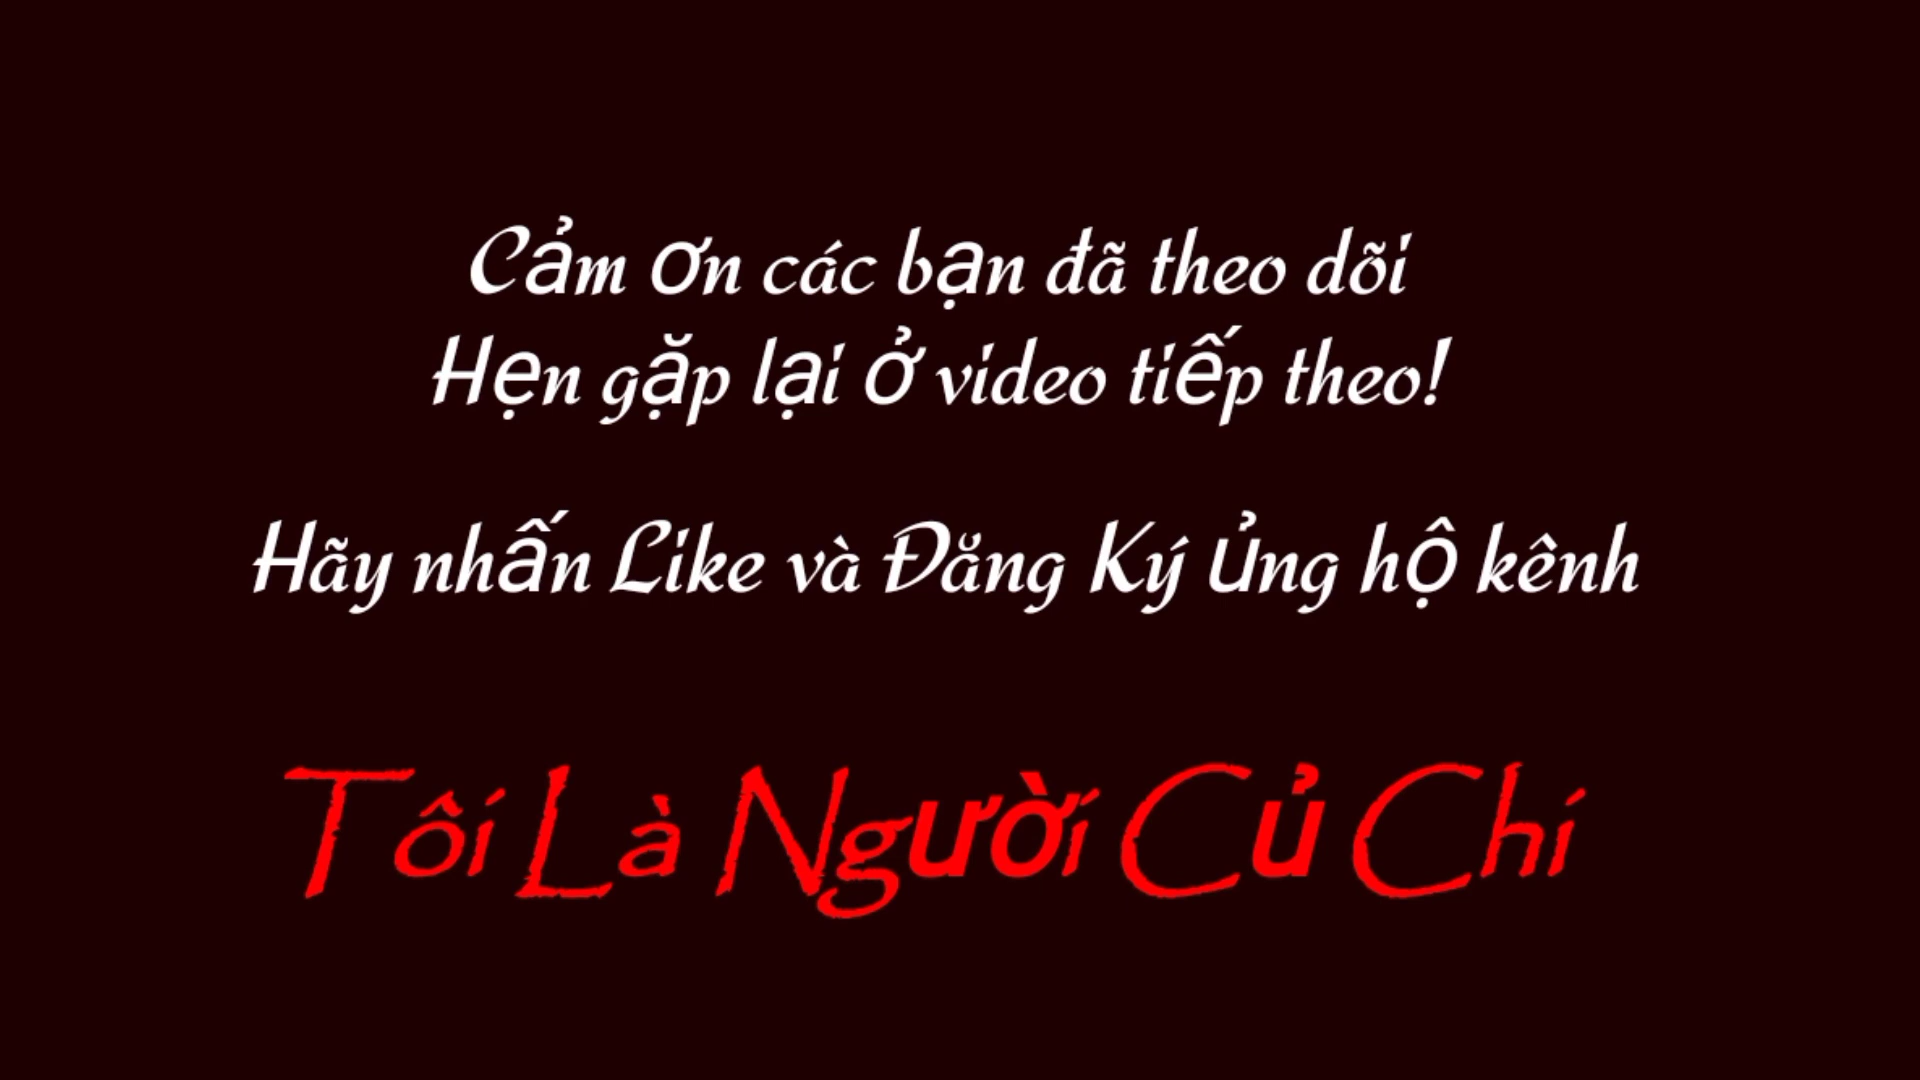 Cảm ơn các bạn đã theo dõi
Hẹn gặp lại ở video tiếp theo!
Hãy nhấn Like và Đăng Ký ủng hộ kênh
Tôi Là Người Củ Chi